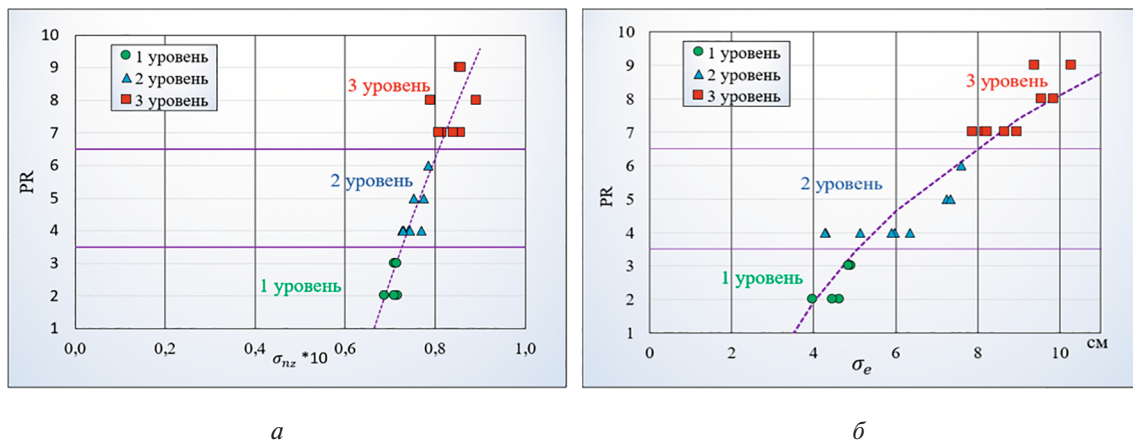 10
9
8
7
6
5
4
3
2
1
PR
1 уровень
2 уровень
3 уровень
3 уровень
2 уровень
1 уровень
0,0
0,2
0,4
0,6
0,8
1,0
σnz *10
а
10
9
8
7
6
5
4
3
2
1
PR
1 уровень
2 уровень
3 уровень
3 уровень
2 уровень
1 уровень
0
2
4
6
8
10
см
σe
б